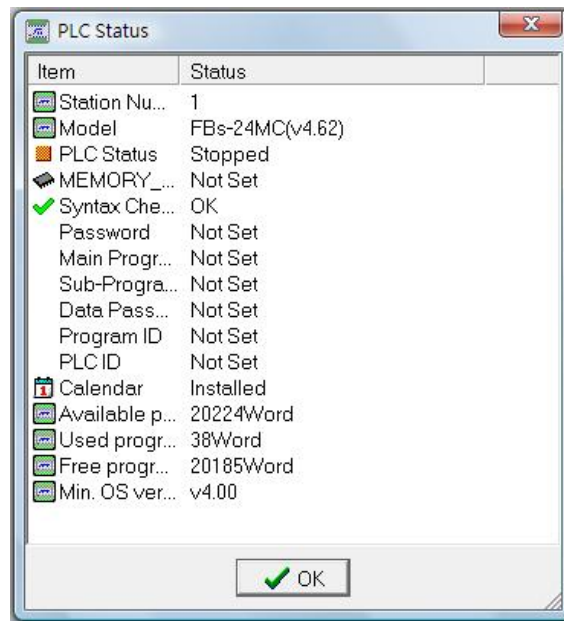 PLC Status
Item Status
Station Nu... 1
Model FBs-24MC(v4.62)
PLC Status Stopped
MEMORY_... Not Set
Syntax Che... OK
Password Not Set
Main Progr... Not Set
Sub-Progra... Not Set
Data Pass... Not Set
Program ID Not Set
PLC ID Not Set
1 Calendar Installed
Available p... 20224Word
Used progr... 38Word
Free progr... 20185Word
Min. OS ver... v4.00
OK